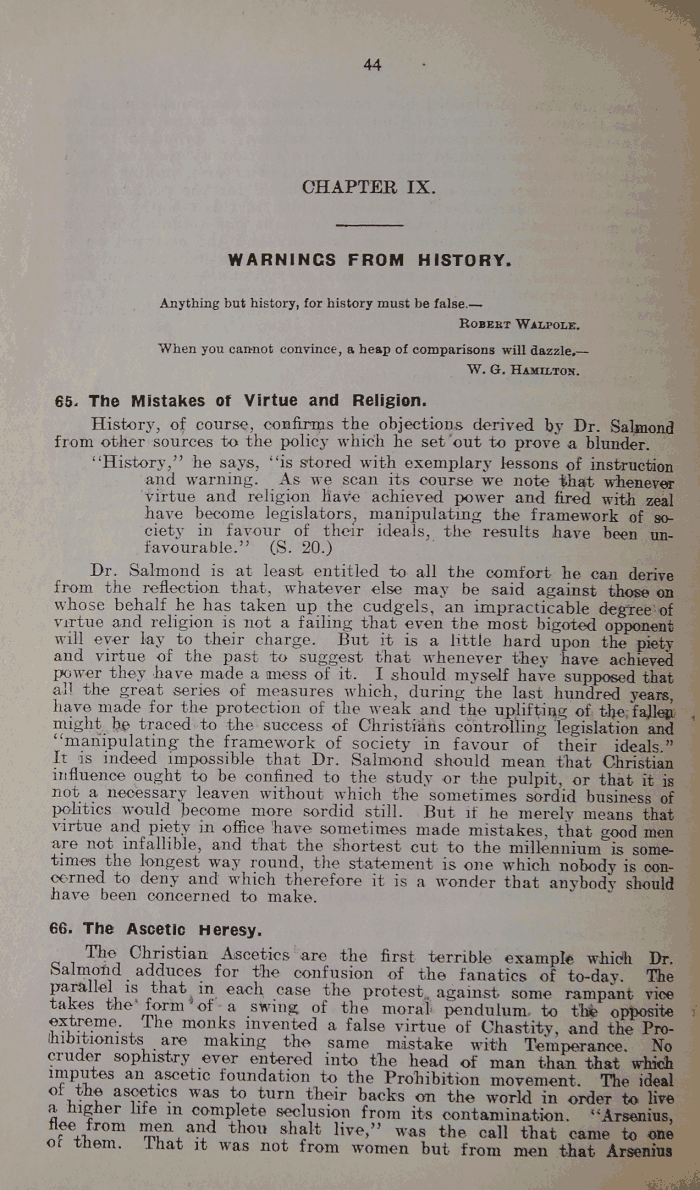 44
CHAPTER IX.
WARNINGS FROM HISTORY.
Anything but history, for history must be false.—
ROBERT WALPOLE.
When you cannot convince, a heap of comparisons will dazzle.—
W. G. HAMILTON.
65. The Mistakes of Virtue and Religion.
History, of course, confirms the objections derived by Dr. Salmond
from other sources to the policy which he set out to prove a blunder.
"History," he says, "is stored with exemplary lessons of instruction
and warning. As we scan its course we note that whenever
virtue and religion have achieved power and fired with zeal
have become legislators, manipulating the framework of so-
ciety in favour of their ideals, the results have been un-
favourable." (S. 20.)
Dr. Salmond is at least entitled to all the comfort he can derive
from the reflection that, whatever else may be said against those on
whose behalf he has taken up the cudgels, an impracticable degree of
virtue and religion is not a failing that even the most bigoted opponent
will ever lay to their charge. But it is a little hard upon the piety
and virtue of the past to suggest that whenever they have achieved
power they have made a mess of it. I should myself have supposed that
all the great series of measures which, during the last hundred years,
have made for the protection of the weak and the uplifting of the fallen
might be traced to the success of Christians controlling legislation and
"manipulating the framework of society in favour of their ideals."
It is indeed impossible that Dr. Salmond should mean that Christian
influence ought to be confined to the study or the pulpit, or that it is
not a necessary leaven without which the sometimes sordid business of
politics would become more sordid still. But if he merely means that
virtue and piety in office have sometimes made mistakes, that good men
are not infallible, and that the shortest cut to the millennium is some-
times the longest way round, the statement is one which nobody is con-
cerned to deny and which therefore it is a wonder that anybody should
have been concerned to make.
66. The Ascetic Heresy.
The Christian Ascetics are the first terrible example which Dr.
Salmond adduces for the confusion of the fanatics of to-day. The
parallel is that in each case the protest against some rampant vice
takes the form of a swing of the moral pendulum to the opposite
extreme. The monks invented a false virtue of Chastity, and the Pro-
hibitionists are making the same mistake with Temperance. No
cruder sophistry ever entered into the head of man than that which
imputes an ascetic foundation to the Prohibition movement. The ideal
of the ascetics was to turn their backs on the world in order to live
a higher life in complete seclusion from its contamination. "Arsenius,
flee from men and thou shalt live," was the call that came to one
of them. That it was not from women but from men that Arsenius